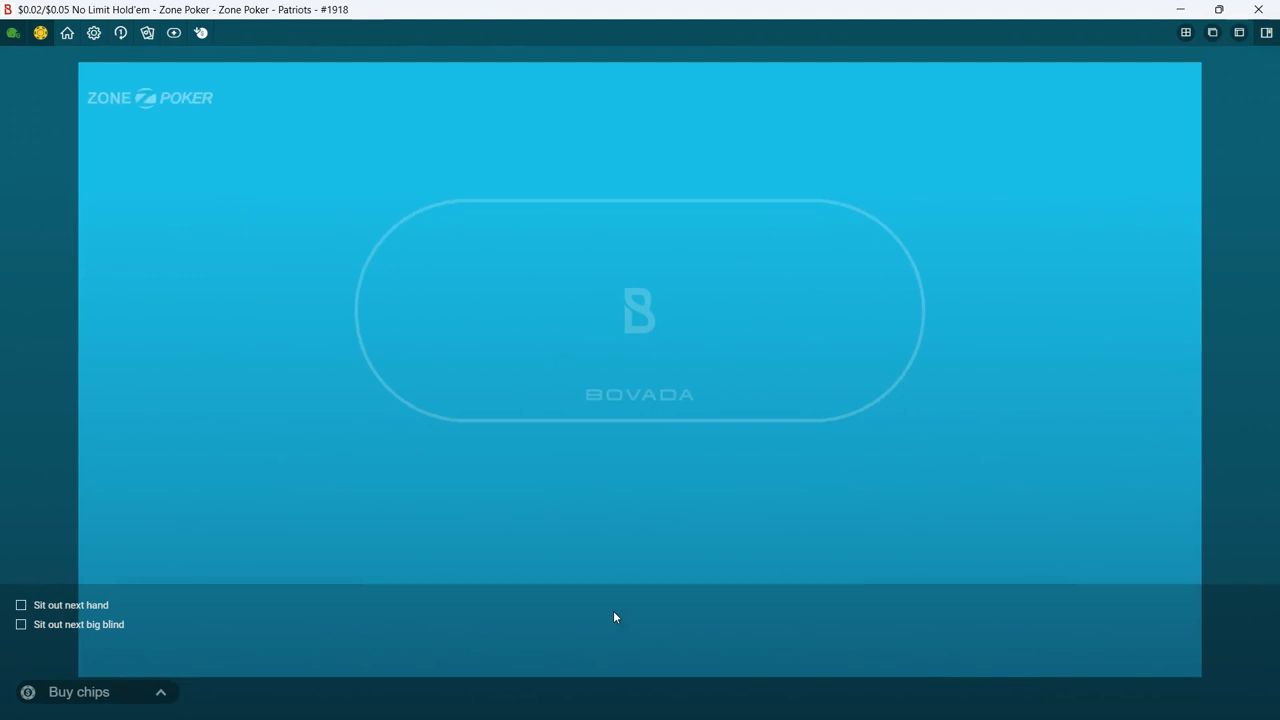 $0.02/$0.05 No Limit Hold'em - Zone Poker - Zone Poker - Patriots - #1918
ZONE POKER
BOVADA
Sit out next hand
Sit out next big blind
Buy chips